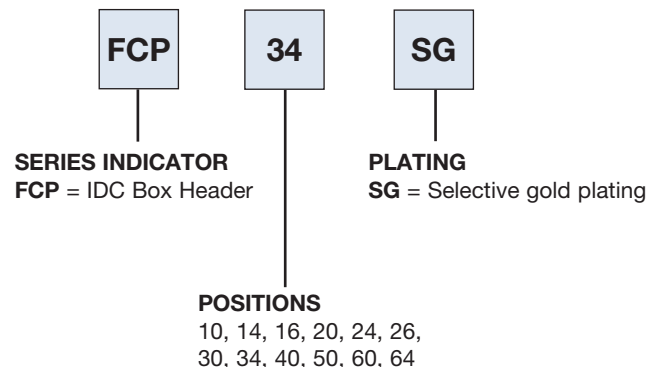 FCP 34 SG
SERIES INDICATOR
FCP = IDC Box Header
PLATING
SG = Selective gold plating
POSITIONS
10, 14, 16, 20, 24, 26,
30, 34, 40, 50, 60, 64